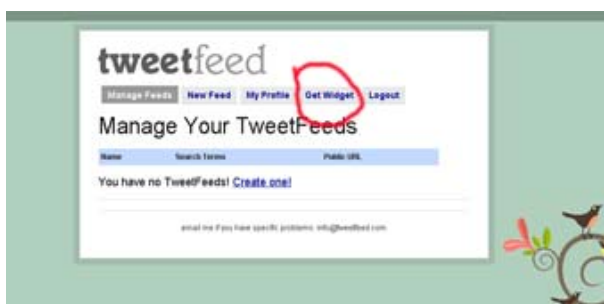 tweetfeed
Manage Feeds New Feed My Profile Get Widget Logout
Manage Your TweetFeeds
Name Search Terms Public URL
You have no TweetFeeds! Create one!
email me if you have specific problems: info@tweetfeed.com